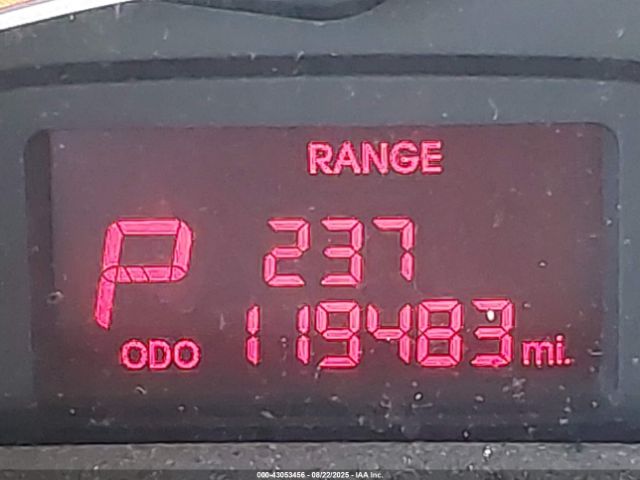 RANGE
P 237
ODO 119483 mi.
000-43053456 - 08/22/2025 - IAA Inc.